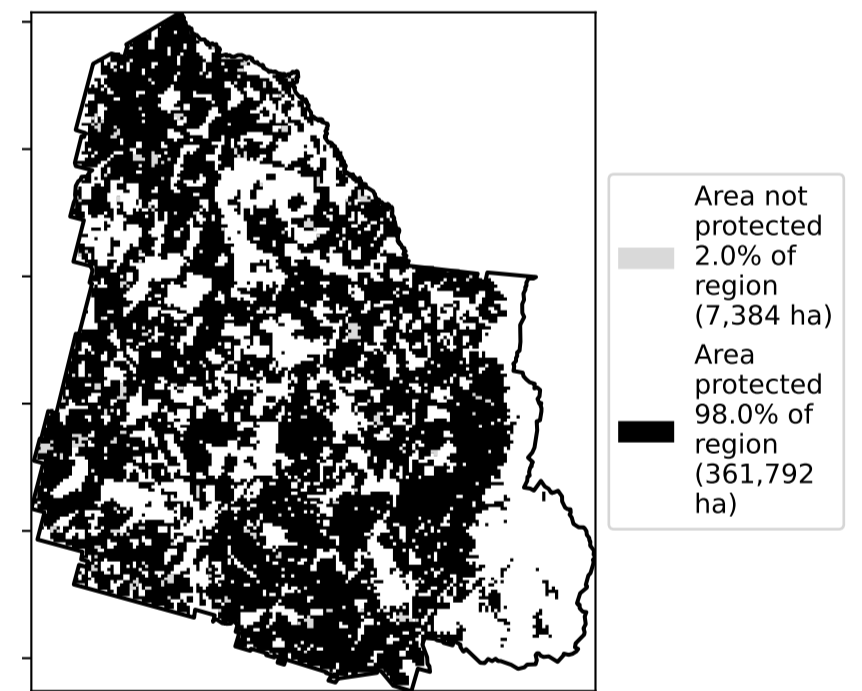 Area not
protected
2.0% of
region
(7,384 ha)
Area
protected
98.0% of
region
(361,792
ha)